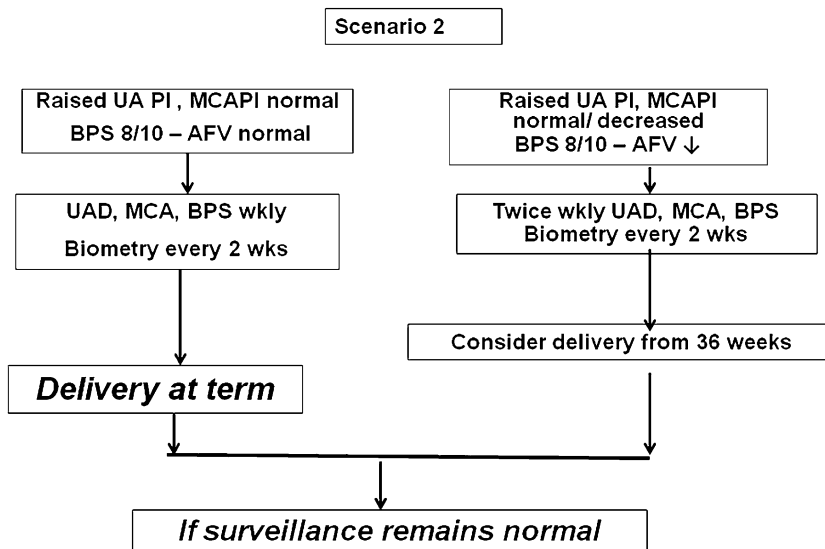 Scenario 2
Raised UA PI , MCAPI normal
BPS 8/10 – AFV normal
UAD, MCA, BPS wkly
Biometry every 2 wks
Delivery at term
Raised UA PI, MCAPI
normal/ decreased
BPS 8/10 – AFV ↓
Twice wkly UAD, MCA, BPS
Biometry every 2 wks
Consider delivery from 36 weeks
If surveillance remains normal